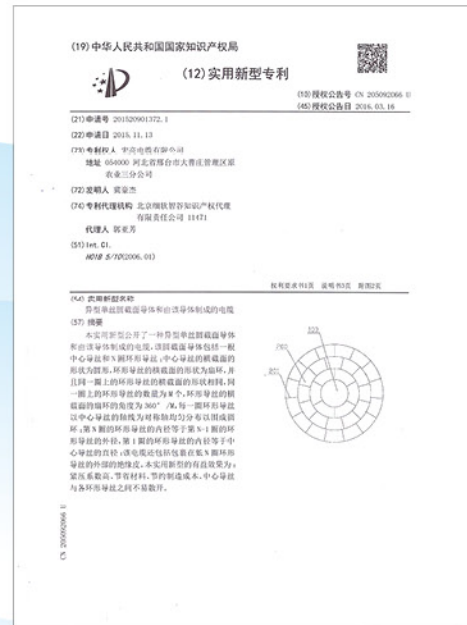 (19)中华人民共和国国家知识产权局
(12)实用新型专利
(10)授权公告号 CN 205092066 U
(45)授权公告日 2016.03.16
(21)申请号 201520901372.1
(22)申请日 2015.11.13
(73)专利权人
地址 054000 河北省邢台市大曹庄管理区原
农业三分公司
(72)发明人 冀豪杰
(74)专利代理机构 北京细软智谷知识产权代理
有限责任公司 11471
代理人 郭亚芳
(51)Int.Cl.
H01B 5/10(2006.01)
权利要求书1页 说明书3页 附图2页
(54)实用新型名称
异型单丝圆截面导体和由该导体制成的电缆
(57)摘要
本实用新型公开了一种异型单丝圆截面导体
和由该导体制成的电缆,该圆截面导体包括一根
中心导丝和N圈环形导丝;中心导丝的横截面的
形状为圆形,环形导丝的横截面的形状为扇环,并
且同一圈上的环形导丝的横截面的形状相同,同
一圈上的环形导丝的数量为M个,环形导丝的横
截面的扇环的角度为360°/M,每一圈环形导丝
以中心导丝的轴线为对称轴均匀分布以围成圆
环;第N圈的环形导丝的内径等于第N-1圈的环
形导丝的外径,第1圈的环形导丝的内径等于中
心导丝的直径;该电缆还包括包裹在低N圈环形
导丝的外部的绝缘皮。本实用新型的有益效果为:
紧压系数高、节省材料、节约制造成本、中心导丝
与各环形导丝之间不易散开。
CN 205092066 U